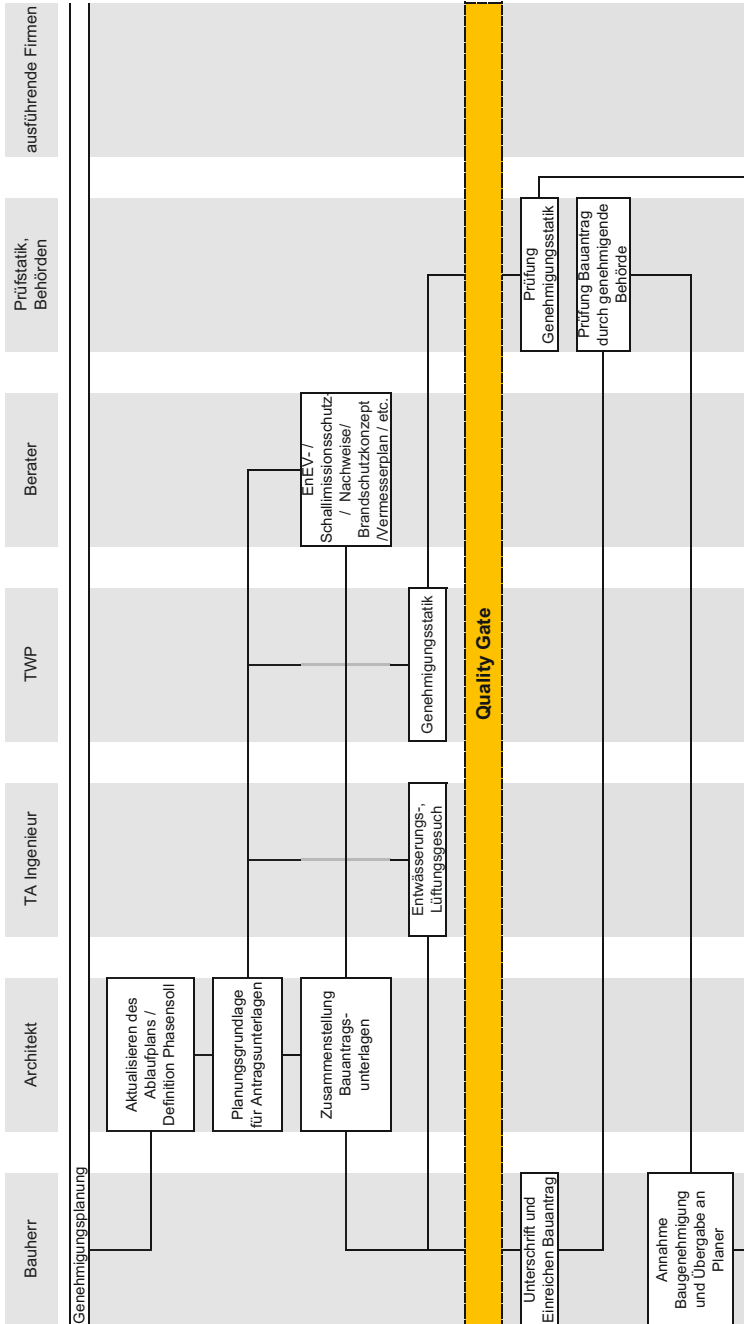 Bauherr
Architekt
TA Ingenieur
TWP
Berater
Prüfstatik,
Behörden
ausführende Firmen
Genehmigungsplanung
Aktualisieren des
Ablaufplans /
Definition Phasensoll
Planungsgrundlage
für Antragsunterlagen
Zusammenstellung
Bauantrags-
unterlagen
EnEV- /
Schallimissionsschutz-
/ Nachweise/
Brandschutzkonzept
/Vermesserplan / etc.
Entwässerungs-,
Lüftungsgesuch
Genehmigungsstatik
Quality Gate
Unterschrift und
Einreichen Bauantrag
Prüfung
Genehmigungsstatik
Prüfung Bauantrag
durch genehmigende
Behörde
Annahme
Baugenehmigung
und Übergabe an
Planer